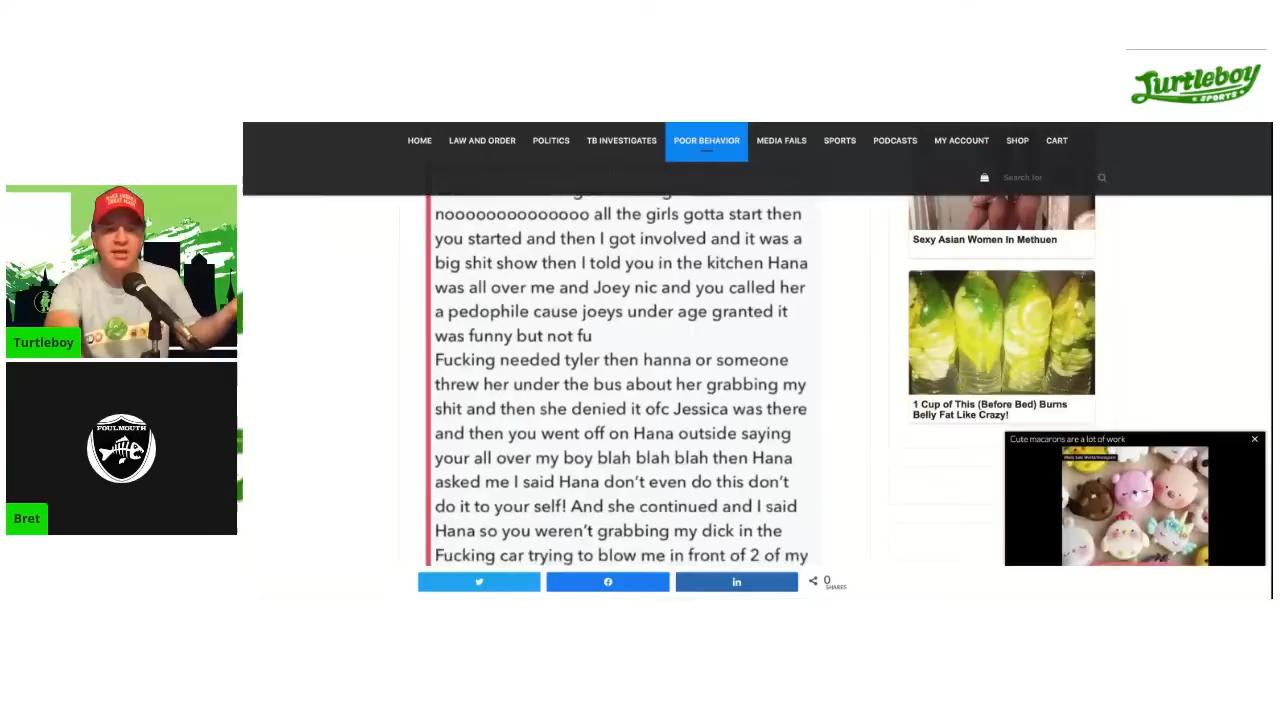 Turtleboy
SPORTS
HOME LAW AND ORDER POLITICS TB INVESTIGATES POOR BEHAVIOR MEDIA FAILS SPORTS PODCASTS MY ACCOUNT SHOP CART
Search for
MAKE AMERICA
GREAT AGAIN
Turtleboy
FOULMOUTH
Bret
noooooooooooooo all the girls gotta start then
you started and then I got involved and it was a
big shit show then I told you in the kitchen Hana
was all over me and Joey nic and you called her
a pedophile cause joeys under age granted it
was funny but not fu
Fucking needed tyler then hanna or someone
threw her under the bus about her grabbing my
shit and then she denied it ofc Jessica was there
and then you went off on Hana outside saying
your all over my boy blah blah blah then Hana
asked me I said Hana don't even do this don't
do it to your self! And she continued and I said
Hana so you weren't grabbing my dick in the
Fucking car trying to blow me in front of 2 of my
0
SHARES
Sexy Asian Women In Methuen
1 Cup of This (Before Bed) Burns
Belly Fat Like Crazy!
Cute macarons are a lot of work